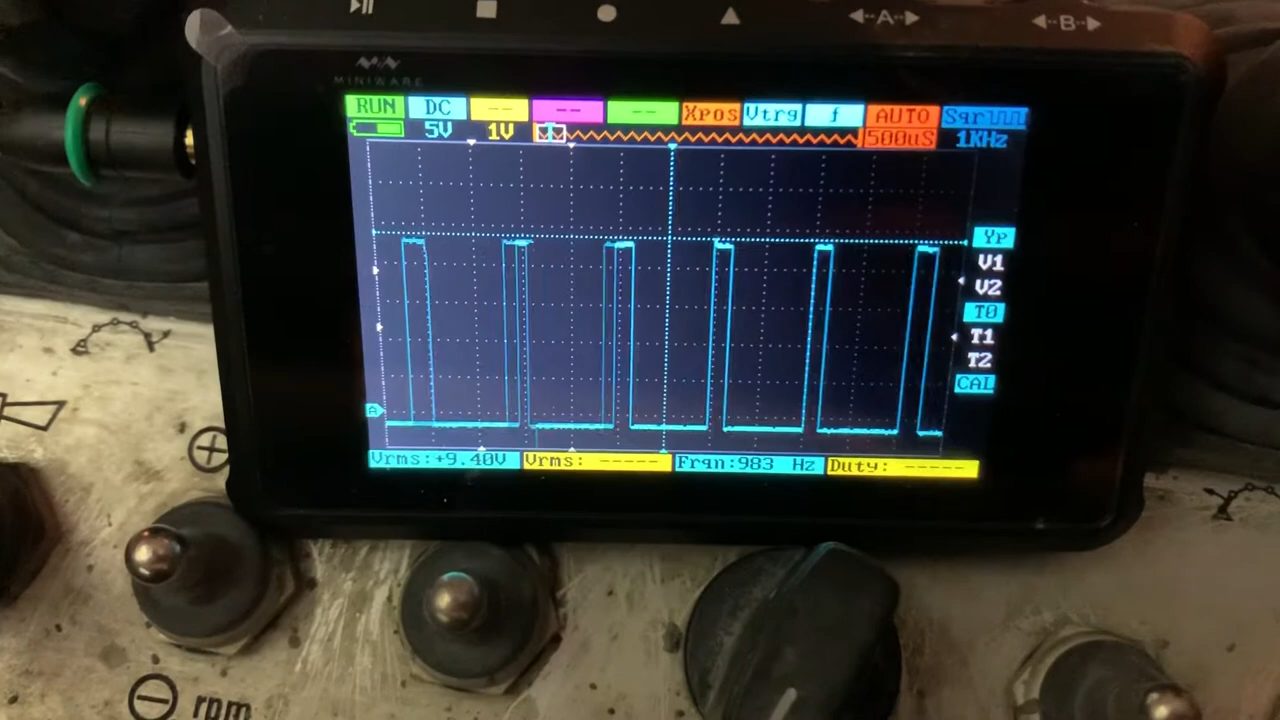 A B
MINIWARE
RUN DC -- -- -- Xpos Vtrg f AUTO Sqr
5V 1V 500uS 1KHz
Yp
V1
V2
T0
T1
T2
CAL
A
Vrms:+9.40V Vrms: ----- Frqn:983 Hz Duty: -----
rpm